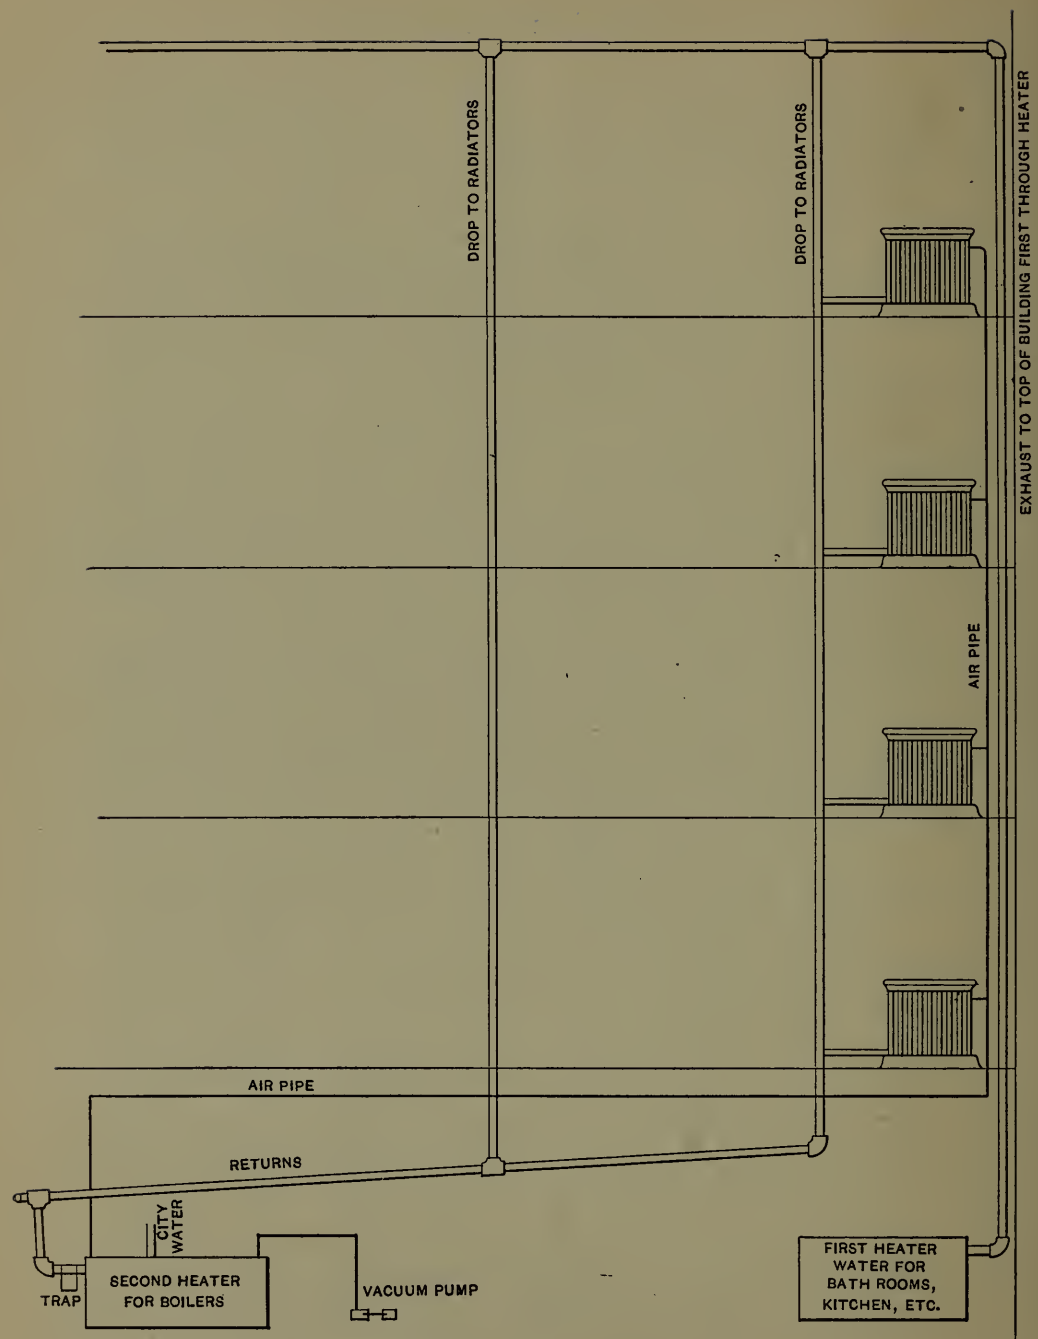 DROP TO RADIATORS
DROP TO RADIATORS
EXHAUST TO TOP OF BUILDING FIRST THROUGH HEATER
AIR PIPE
AIR PIPE
RETURNS
CITY
WATER
TRAP
SECOND HEATER
FOR BOILERS
VACUUM PUMP
FIRST HEATER
WATER FOR
BATH ROOMS,
KITCHEN, ETC.